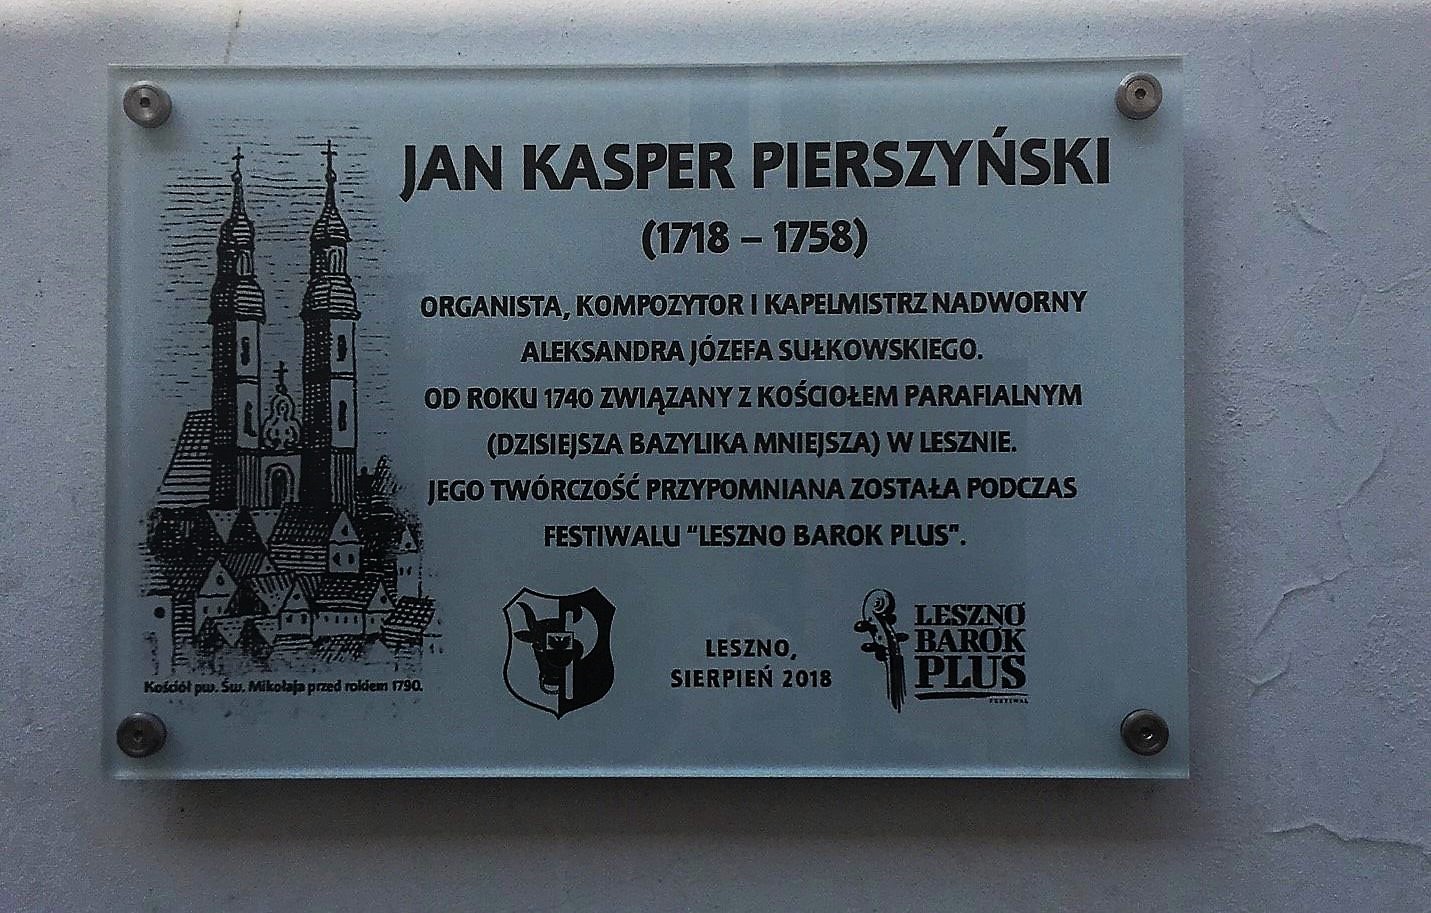 JAN KASPER PIERSZYŃSKI
(1718 – 1758)
ORGANISTA, KOMPOZYTOR I KAPELMISTRZ NADWORNY
ALEKSANDRA JÓZEFA SUŁKOWSKIEGO.
OD ROKU 1740 ZWIĄZANY Z KOŚCIOŁEM PARAFIALNYM
(DZISIEJSZA BAZYLIKA MNIEJSZA) W LESZNIE.
JEGO TWÓRCZOŚĆ PRZYPOMNIANA ZOSTAŁA PODCZAS
FESTIWALU "LESZNO BAROK PLUS".
Kościół pw. Św. Mikołaja przed rokiem 1790.
LESZNO,
SIERPIEŃ 2018
LESZNO
BAROK
PLUS
FESTIWAL